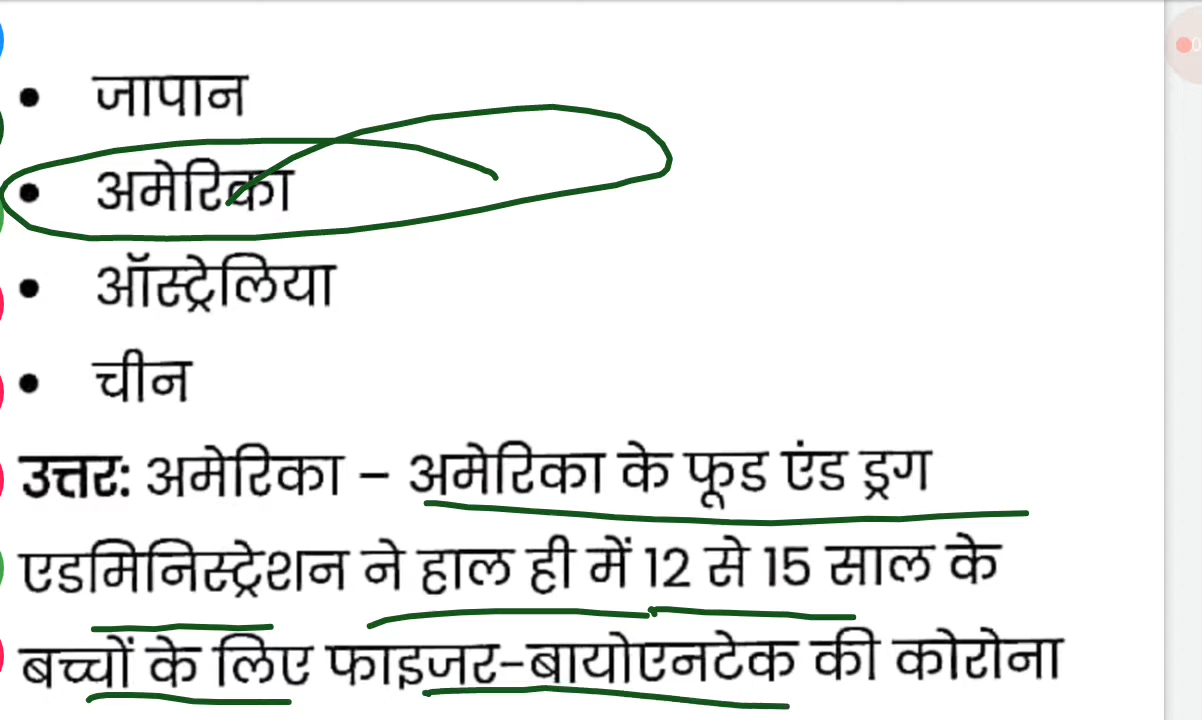 • जापान
• अमेरिका
• ऑस्ट्रेलिया
• चीन
उत्तर: अमेरिका – अमेरिका के फूड एंड ड्रग
एडमिनिस्ट्रेशन ने हाल ही में 12 से 15 साल के
बच्चों के लिए फाइजर-बायोएनटेक की कोरोना